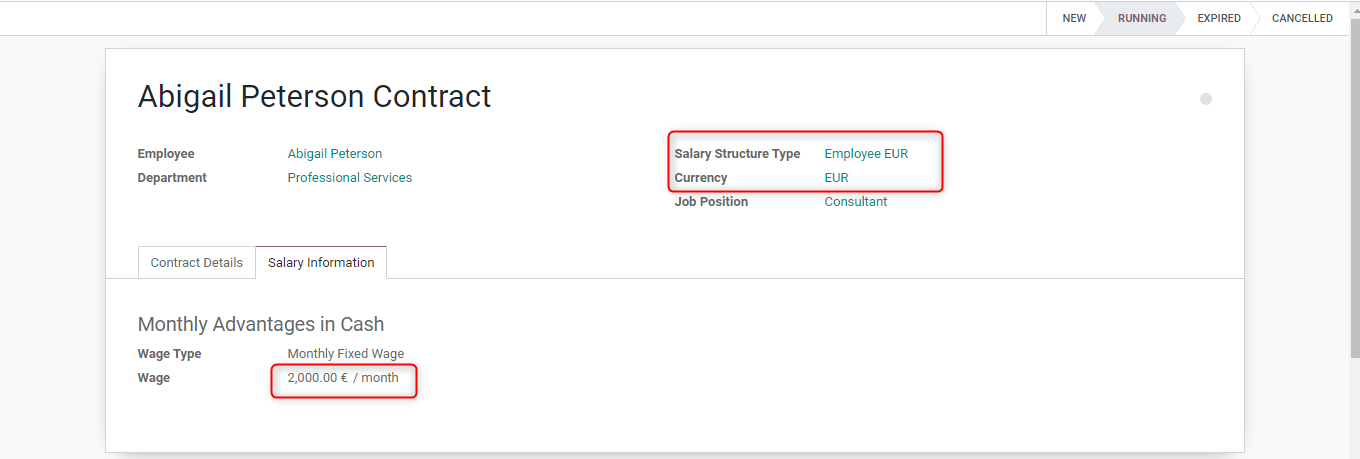 NEW RUNNING EXPIRED CANCELLED
Abigail Peterson Contract
Employee Abigail Peterson Salary Structure Type Employee EUR
Department Professional Services Currency EUR
Job Position Consultant
Contract Details Salary Information
Monthly Advantages in Cash
Wage Type Monthly Fixed Wage
Wage 2,000.00 € / month